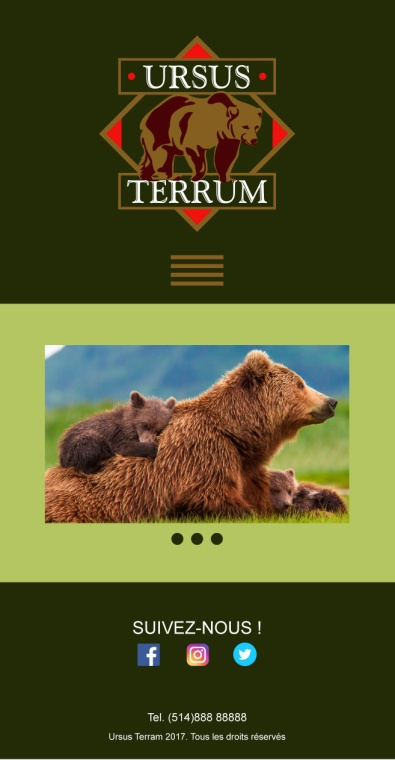 URSUS
TERRUM
SUIVEZ-NOUS !
Tel. (514)888 88888
Ursus Terram 2017. Tous les droits réservés